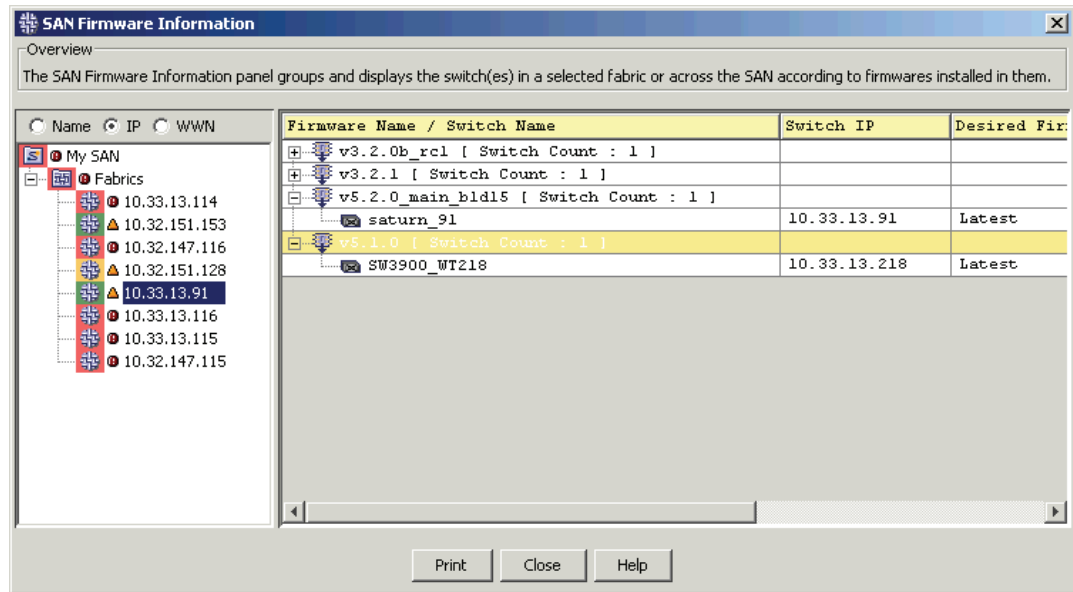 SAN Firmware Information
Overview
The SAN Firmware Information panel groups and displays the switch(es) in a selected fabric or across the SAN according to firmwares installed in them.
Name IP WWN
My SAN
Fabrics
10.33.13.114
10.32.151.153
10.32.147.116
10.32.151.128
10.33.13.91
10.33.13.116
10.33.13.115
10.32.147.115
Firmware Name / Switch Name Switch IP Desired Fir
v3.2.0b_rc1 [ Switch Count : 1 ]
v3.2.1 [ Switch Count : 1 ]
v5.2.0_main_bld15 [ Switch Count : 1 ]
saturn_91 10.33.13.91 Latest
v5.1.0 [ Switch Count : 1 ]
SW3900_WT218 10.33.13.218 Latest
Print Close Help